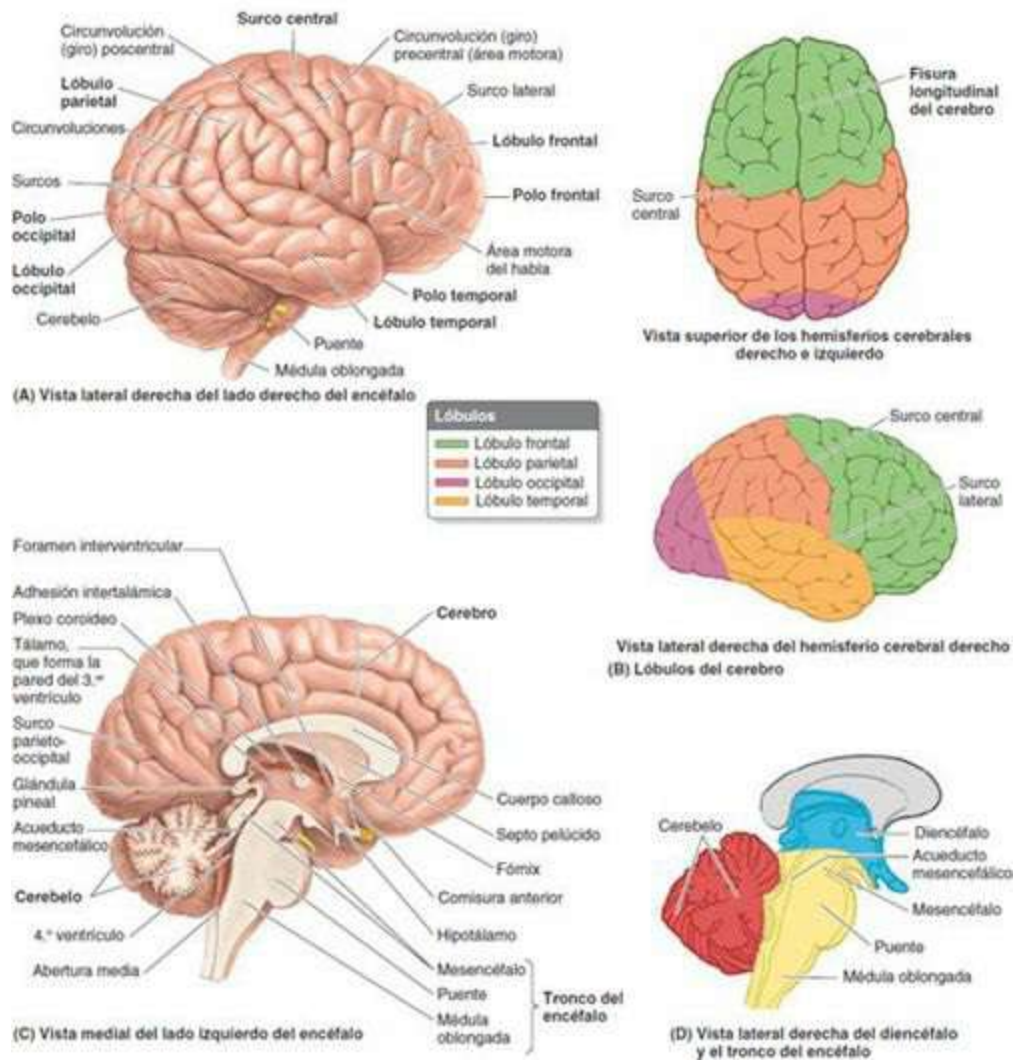 Surco central
Circunvolución
(giro) poscentral
Circunvolución (giro)
precentral (área motora)
Lóbulo
parietal
Surco lateral
Circunvoluciones
Lóbulo frontal
Surcos
Polo frontal
Polo
occipital
Área motora
del habla
Lóbulo
occipital
Polo temporal
Cerebelo
Lóbulo temporal
Puente
Médula oblongada
(A) Vista lateral derecha del lado derecho del encéfalo
Fisura
longitudinal
del cerebro
Surco
central
Vista superior de los hemisferios cerebrales
derecho e izquierdo
Lóbulos
Lóbulo frontal
Lóbulo parietal
Lóbulo occipital
Lóbulo temporal
Surco central
Surco
lateral
Vista lateral derecha del hemisferio cerebral derecho
(B) Lóbulos del cerebro
Foramen interventricular
Adhesión intertalámica
Plexo coroideo
Tálamo,
que forma la
pared del 3.er
ventrículo
Surco
parieto-
occipital
Glándula
pineal
Acueducto
mesencefálico
Cerebelo
4.º ventrículo
Abertura media
Cerebro
Cuerpo calloso
Septo pelúcido
Fórnix
Comisura anterior
Hipotálamo
Mesencéfalo
Puente
Médula
oblongada
Tronco del
encéfalo
(C) Vista medial del lado izquierdo del encéfalo
Cerebelo
Diencéfalo
Acueducto
mesencefálico
Mesencéfalo
Puente
Médula oblongada
(D) Vista lateral derecha del diencéfalo
y el tronco del encéfalo